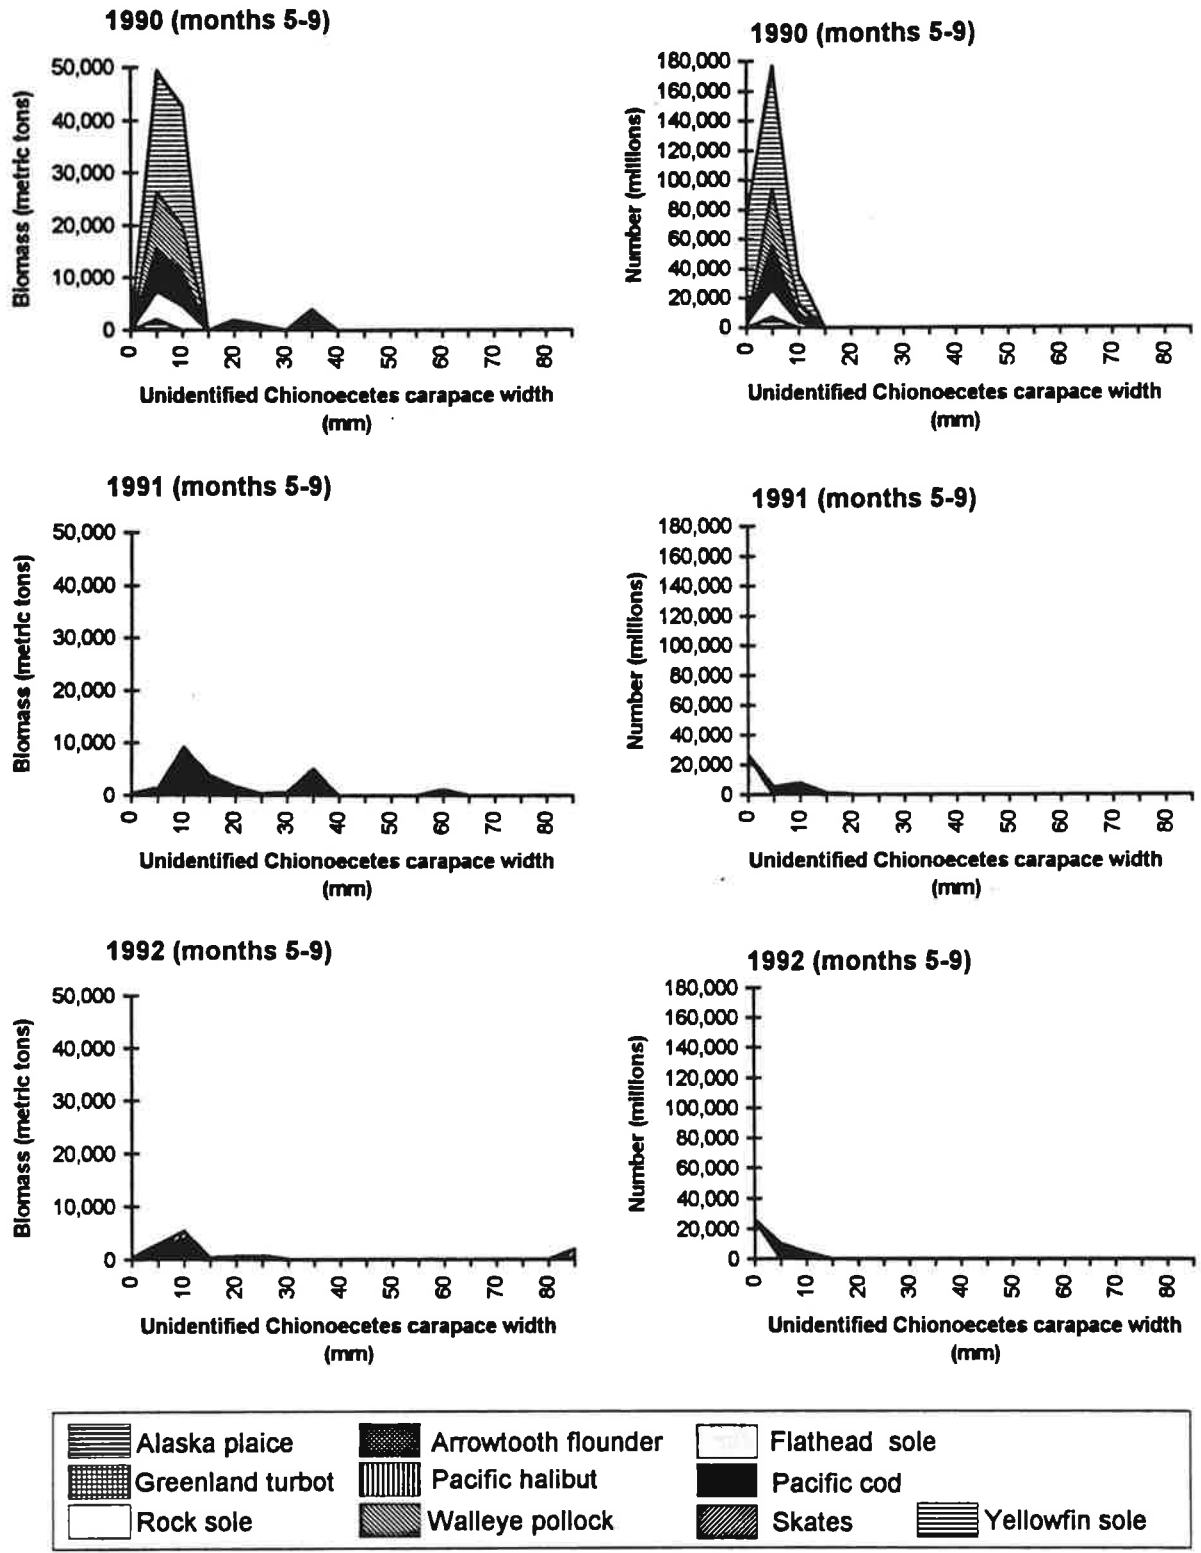 1990 (months 5-9)
Biomass (metric tons)
50,000
40,000
30,000
20,000
10,000
0
0 10 20 30 40 50 60 70 80
Unidentified Chionoecetes carapace width
(mm)
1990 (months 5-9)
Number (millions)
180,000
160,000
140,000
120,000
100,000
80,000
60,000
40,000
20,000
0
0 10 20 30 40 50 60 70 80
Unidentified Chionoecetes carapace width
(mm)
1991 (months 5-9)
Biomass (metric tons)
50,000
40,000
30,000
20,000
10,000
0
0 10 20 30 40 50 60 70 80
Unidentified Chionoecetes carapace width
(mm)
1991 (months 5-9)
Number (millions)
180,000
160,000
140,000
120,000
100,000
80,000
60,000
40,000
20,000
0
0 10 20 30 40 50 60 70 80
Unidentified Chionoecetes carapace width
(mm)
1992 (months 5-9)
Biomass (metric tons)
50,000
40,000
30,000
20,000
10,000
0
0 10 20 30 40 50 60 70 80
Unidentified Chionoecetes carapace width
(mm)
1992 (months 5-9)
Number (millions)
180,000
160,000
140,000
120,000
100,000
80,000
60,000
40,000
20,000
0
0 10 20 30 40 50 60 70 80
Unidentified Chionoecetes carapace width
(mm)
Alaska plaice Arrowtooth flounder Flathead sole
Greenland turbot Pacific halibut Pacific cod
Rock sole Walleye pollock Skates Yellowfin sole